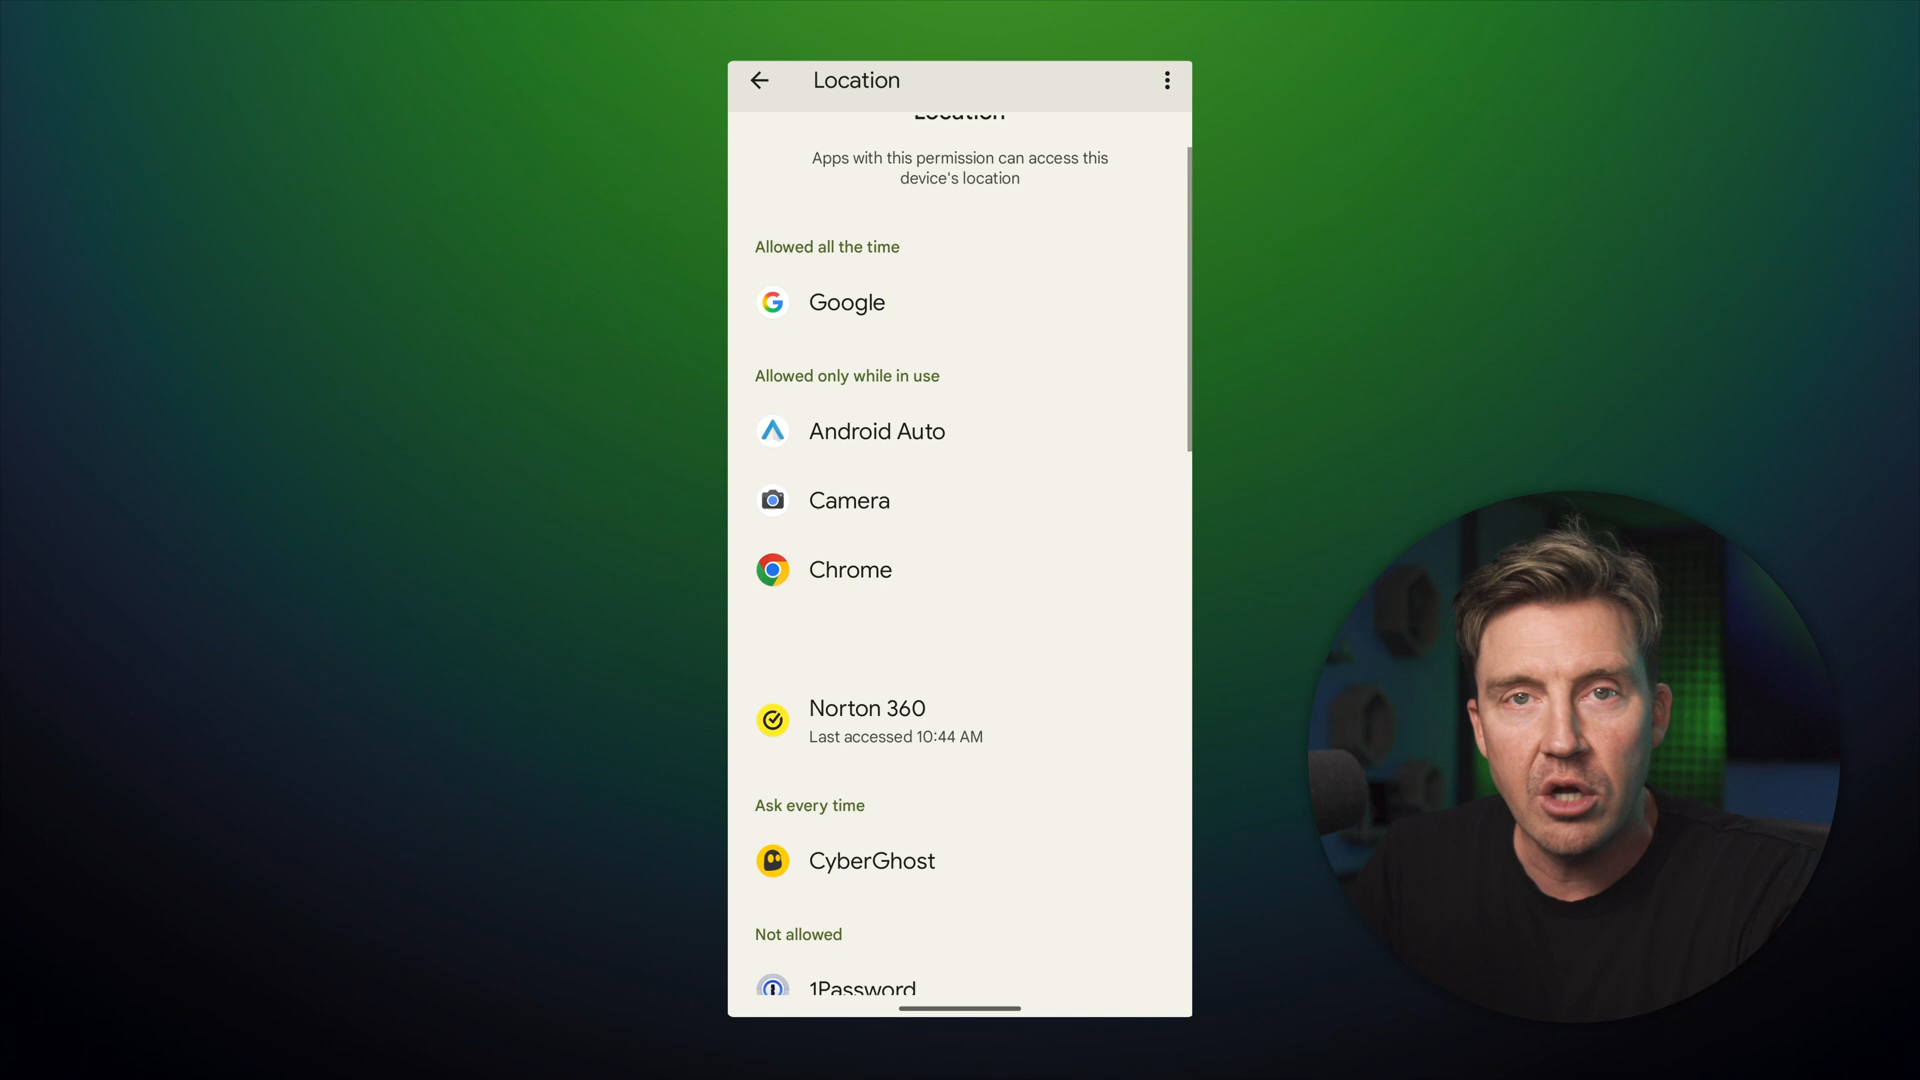 Location
Location
Apps with this permission can access this
device's location
Allowed all the time
Google
Allowed only while in use
Android Auto
Camera
Chrome
Norton 360
Last accessed 10:44 AM
Ask every time
CyberGhost
Not allowed
1Password